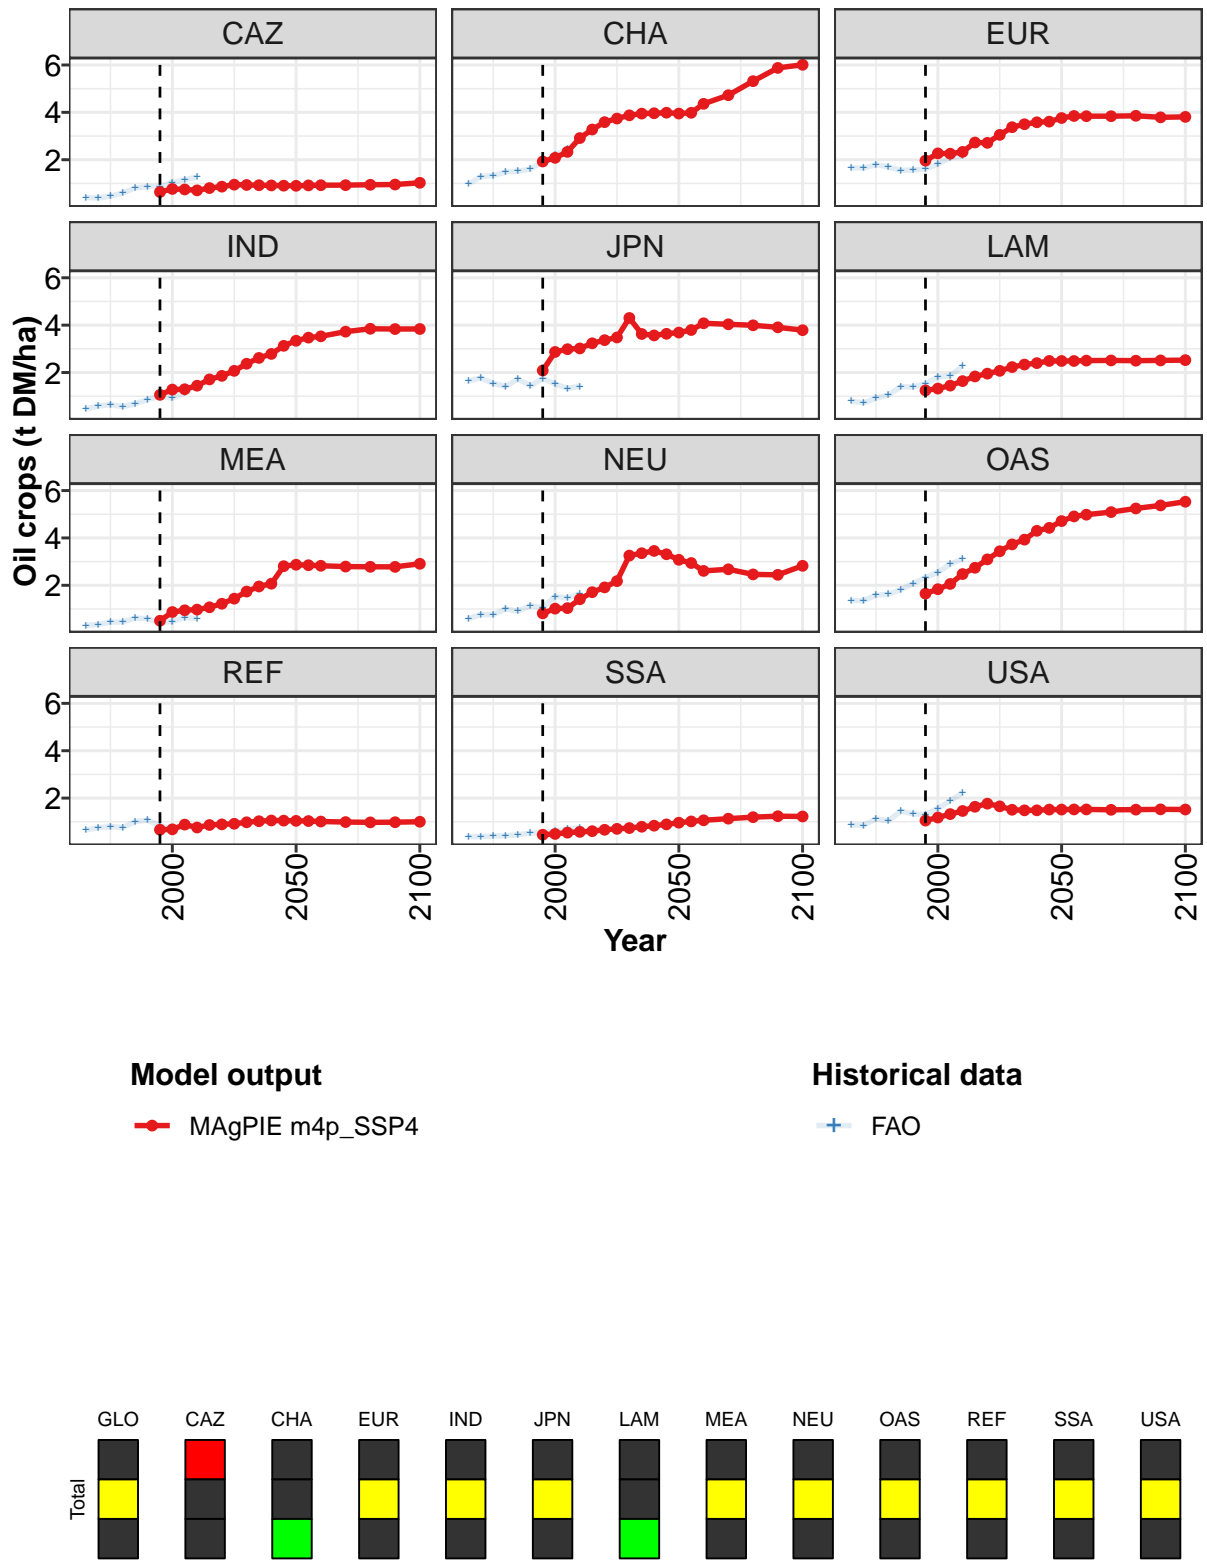 CAZ CHA EUR
6
4
2
IND JPN LAM
6
4
2
MEA NEU OAS
6
4
2
REF SSA USA
6
4
2
Oil crops (t DM/ha)
2000 2050 2100 2000 2050 2100 2000 2050 2100
Year
Model output Historical data
MAgPIE m4p_SSP4 FAO
GLO CAZ CHA EUR IND JPN LAM MEA NEU OAS REF SSA USA
Total